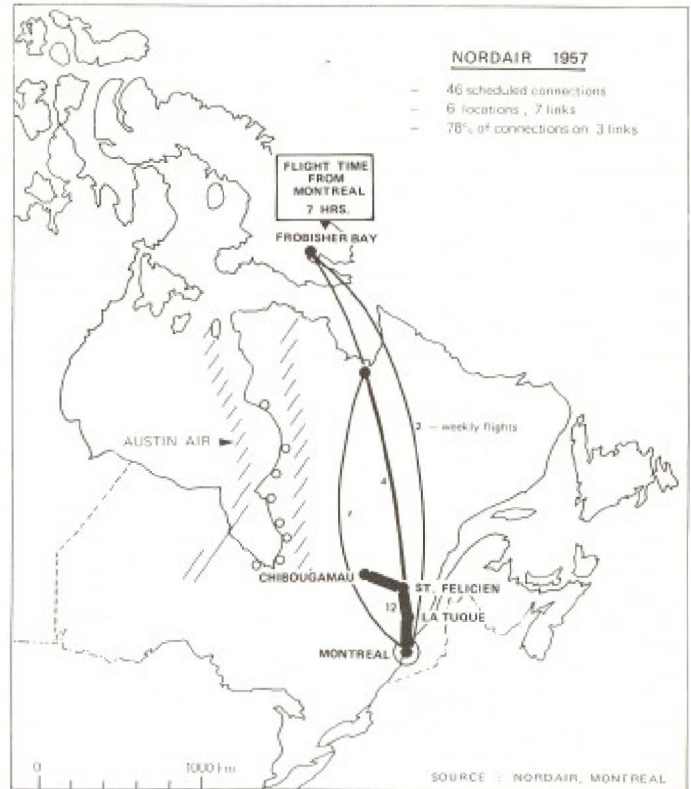 NORDAIR 1957
- 46 scheduled connections
- 6 locations , 7 links
- 78% of connections on 3 links
FLIGHT TIME
FROM
MONTREAL
7 HRS.
FROBISHER BAY
2 - weekly flights
AUSTIN AIR
4
CHIBOUGAMAU
ST. FELICIEN
12
LA TUQUE
MONTREAL
0
1000 km
SOURCE : NORDAIR, MONTREAL